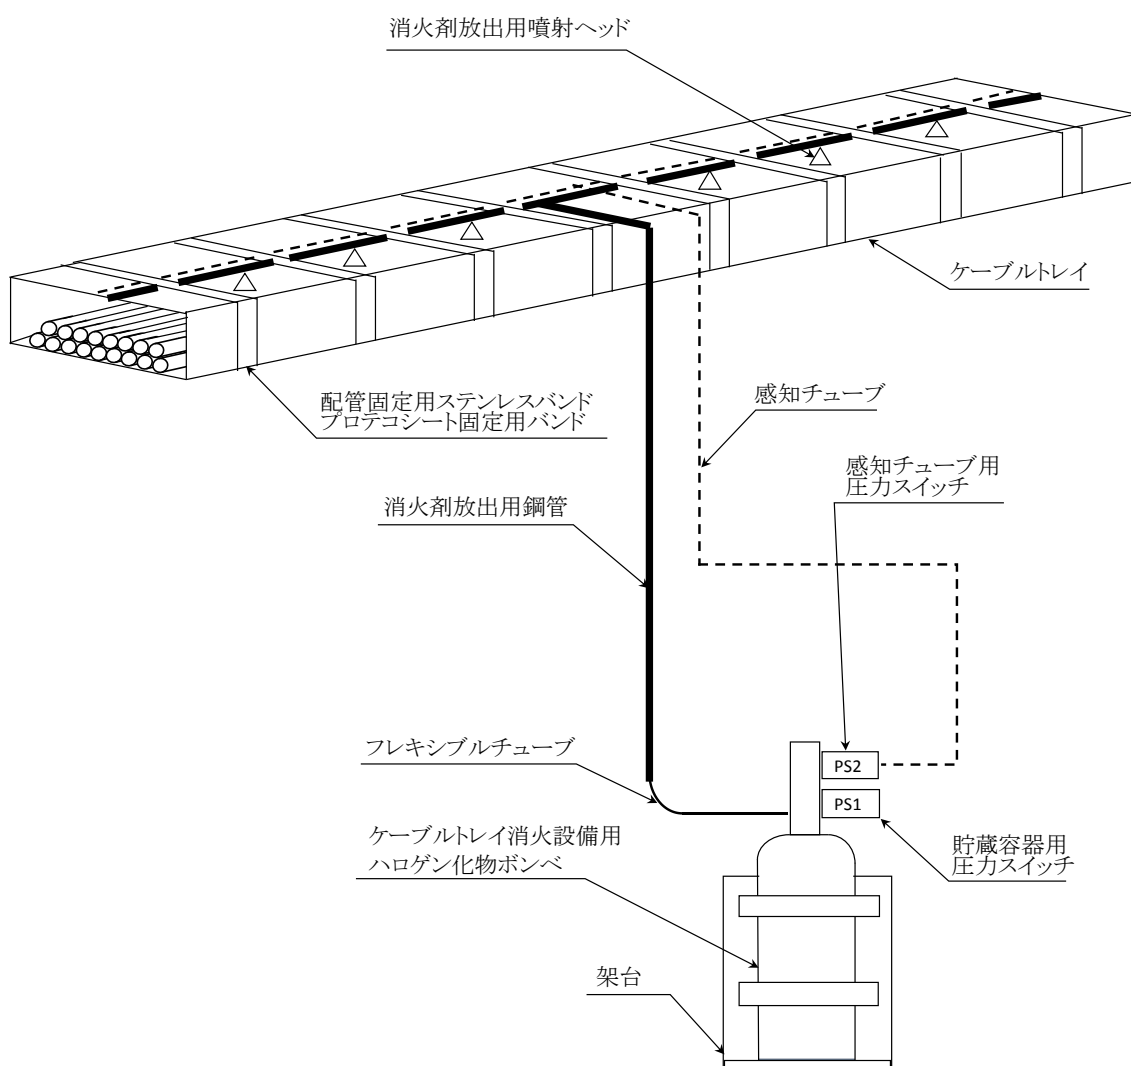 消火剤放出用噴射ヘッド
ケーブルトレイ
配管固定用ステンレスバンド
プロテコシート固定用バンド
感知チューブ
感知チューブ用
圧力スイッチ
消火剤放出用鋼管
フレキシブルチューブ
PS2
PS1
ケーブルトレイ消火設備用
ハロゲン化物ボンベ
貯蔵容器用
圧力スイッチ
架台